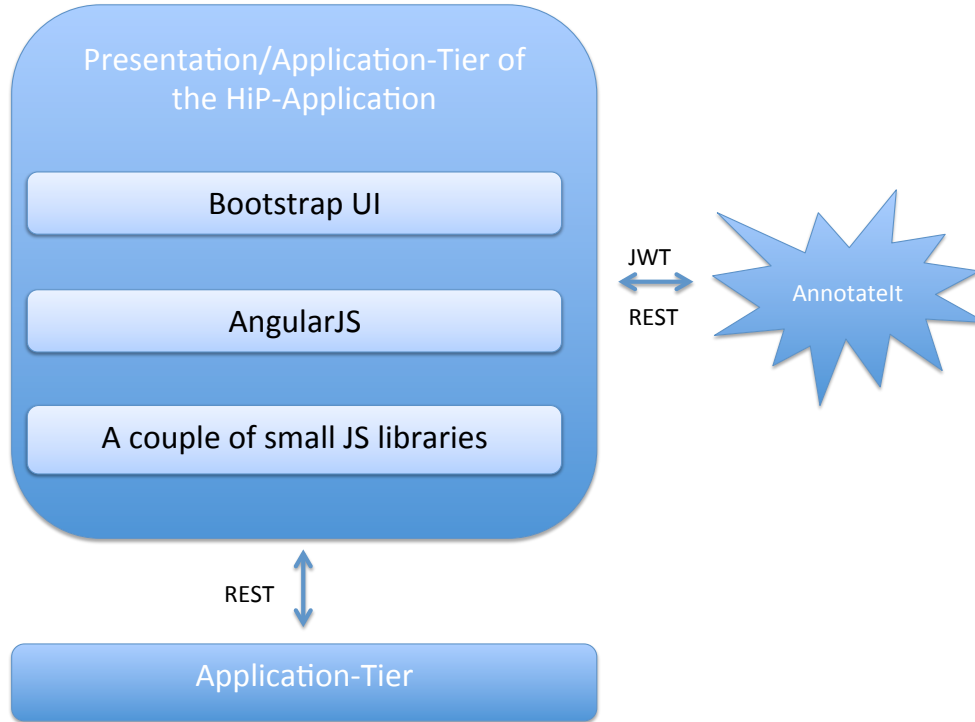 Presentation/Application-Tier of
the HiP-Application
Bootstrap UI
AngularJS
A couple of small JS libraries
JWT
REST
AnnotateIt
REST
Application-Tier